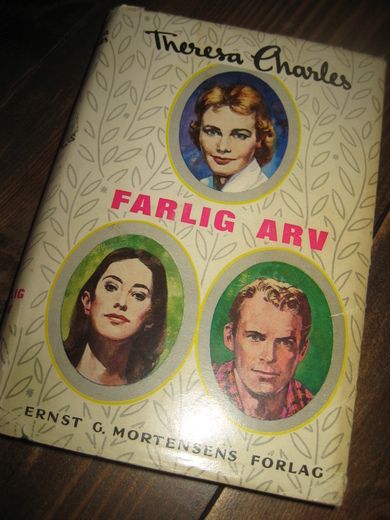 Theresa Charles
FARLIG ARV
ERNST G. MORTENSENS FORLAG